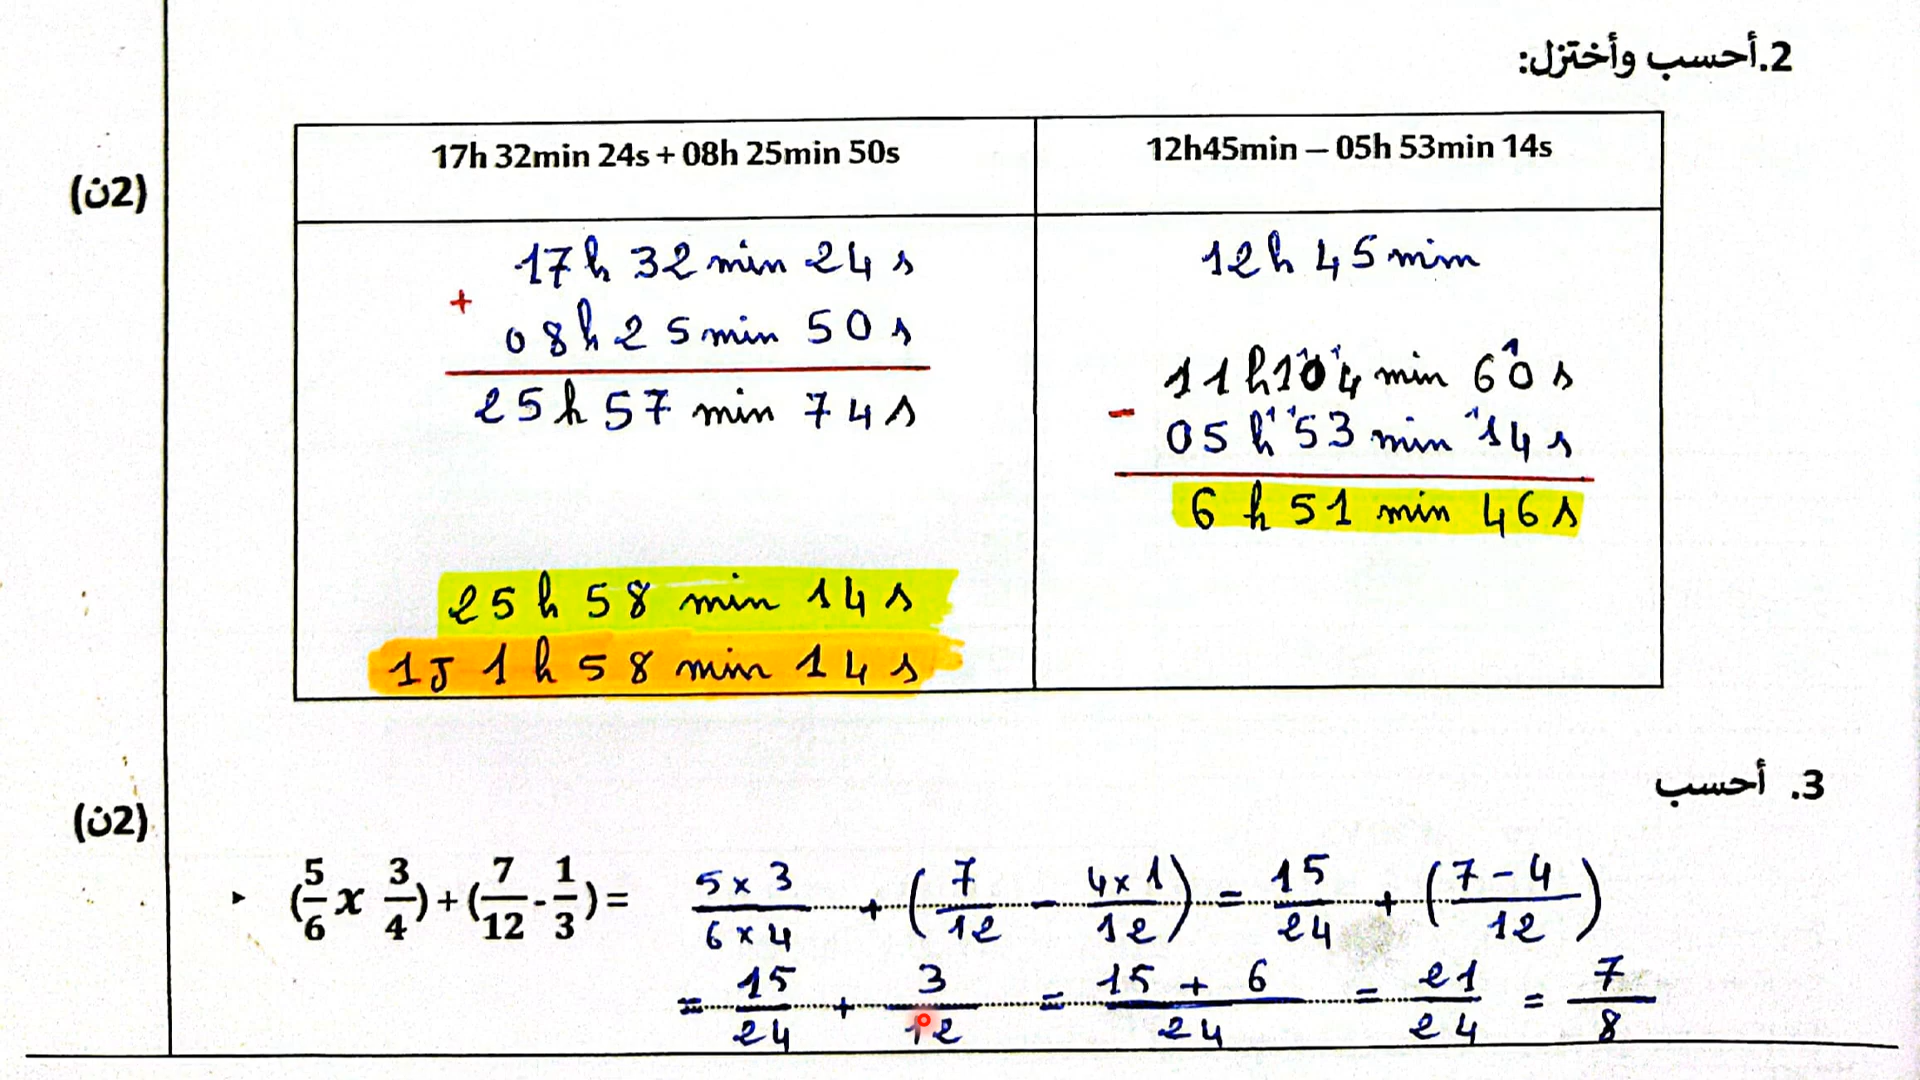 2.أحسب وأختزل:
(2ن)
17h 32min 24s + 08h 25min 50s
12h45min – 05h 53min 14s
17h 32 min 24 s
+
08h 25 min 50 s
25h 57 min 74 s
25 h 58 min 14 s
1J 1 h 58 min 14 s
12h 45 min
11h 104 min 60 s
-
05 h 53 min 14 s
6 h 51 min 46 s
3. أحسب
(2ن)
(5/6 x 3/4) + (7/12 - 1/3) = 5 x 3 / 6 x 4 + (7/12 - 4x1/12) = 15/24 + (7 - 4 / 12)
= 15/24 + 3/12 = 15 + 6 / 24 = 21/24 = 7/8